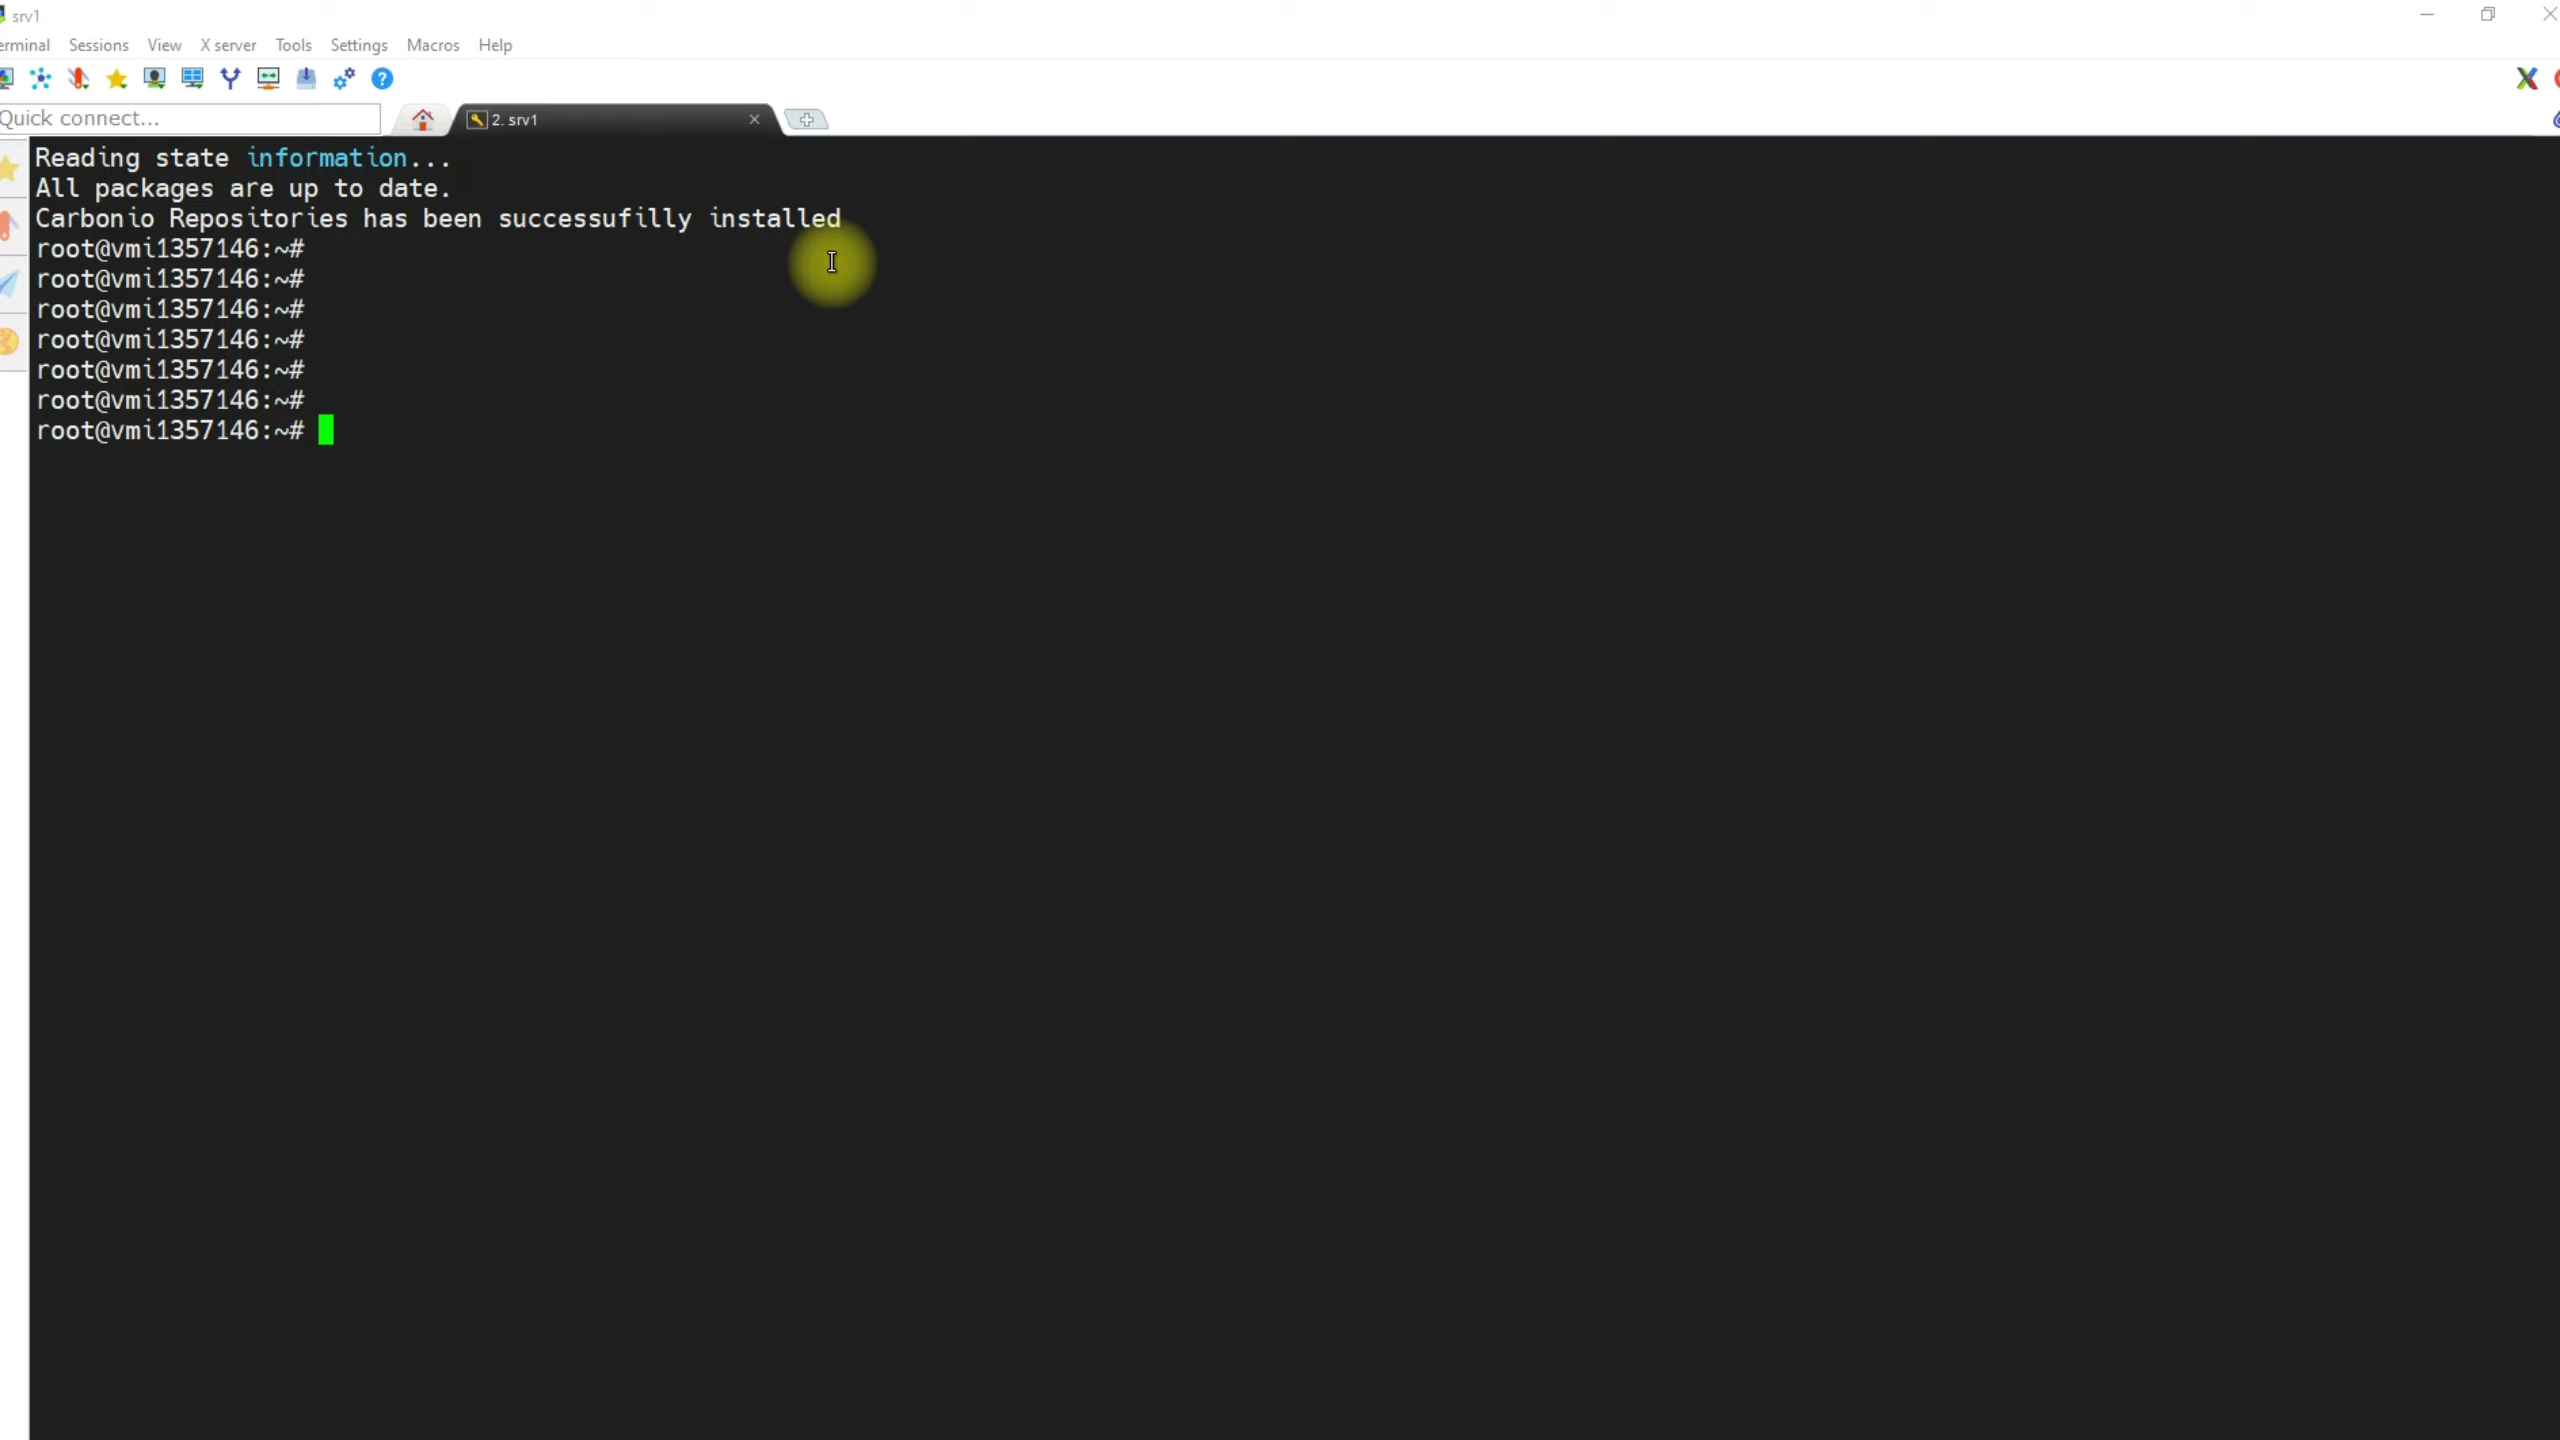 srv1
erminal Sessions View X server Tools Settings Macros Help
Quick connect... 2. srv1
Reading state information...
All packages are up to date.
Carbonio Repositories has been successufilly installed
root@vmi1357146:~#
root@vmi1357146:~#
root@vmi1357146:~#
root@vmi1357146:~#
root@vmi1357146:~#
root@vmi1357146:~#
root@vmi1357146:~#